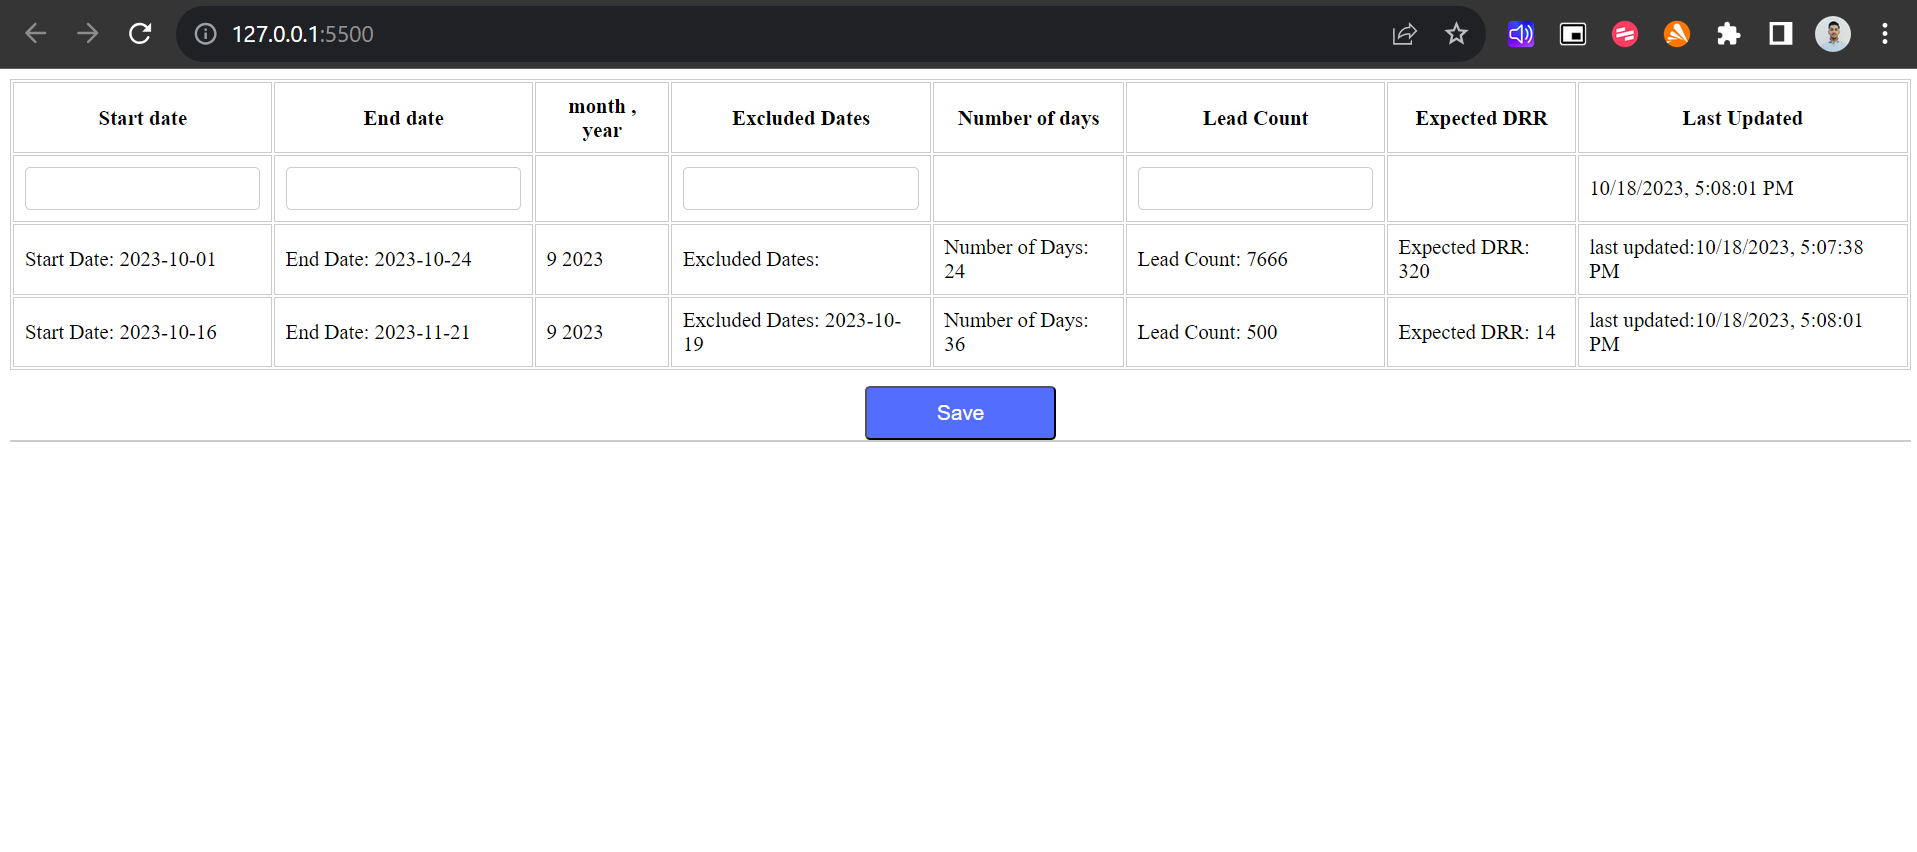 127.0.0.1:5500
Start date End date month , Excluded Dates Number of days Lead Count Expected DRR Last Updated
year
10/18/2023, 5:08:01 PM
Start Date: 2023-10-01 End Date: 2023-10-24 9 2023 Excluded Dates: Number of Days: Lead Count: 7666 Expected DRR: last updated:10/18/2023, 5:07:38
24 320 PM
Start Date: 2023-10-16 End Date: 2023-11-21 9 2023 Excluded Dates: 2023-10- Number of Days: Lead Count: 500 Expected DRR: 14 last updated:10/18/2023, 5:08:01
19 36 PM
Save